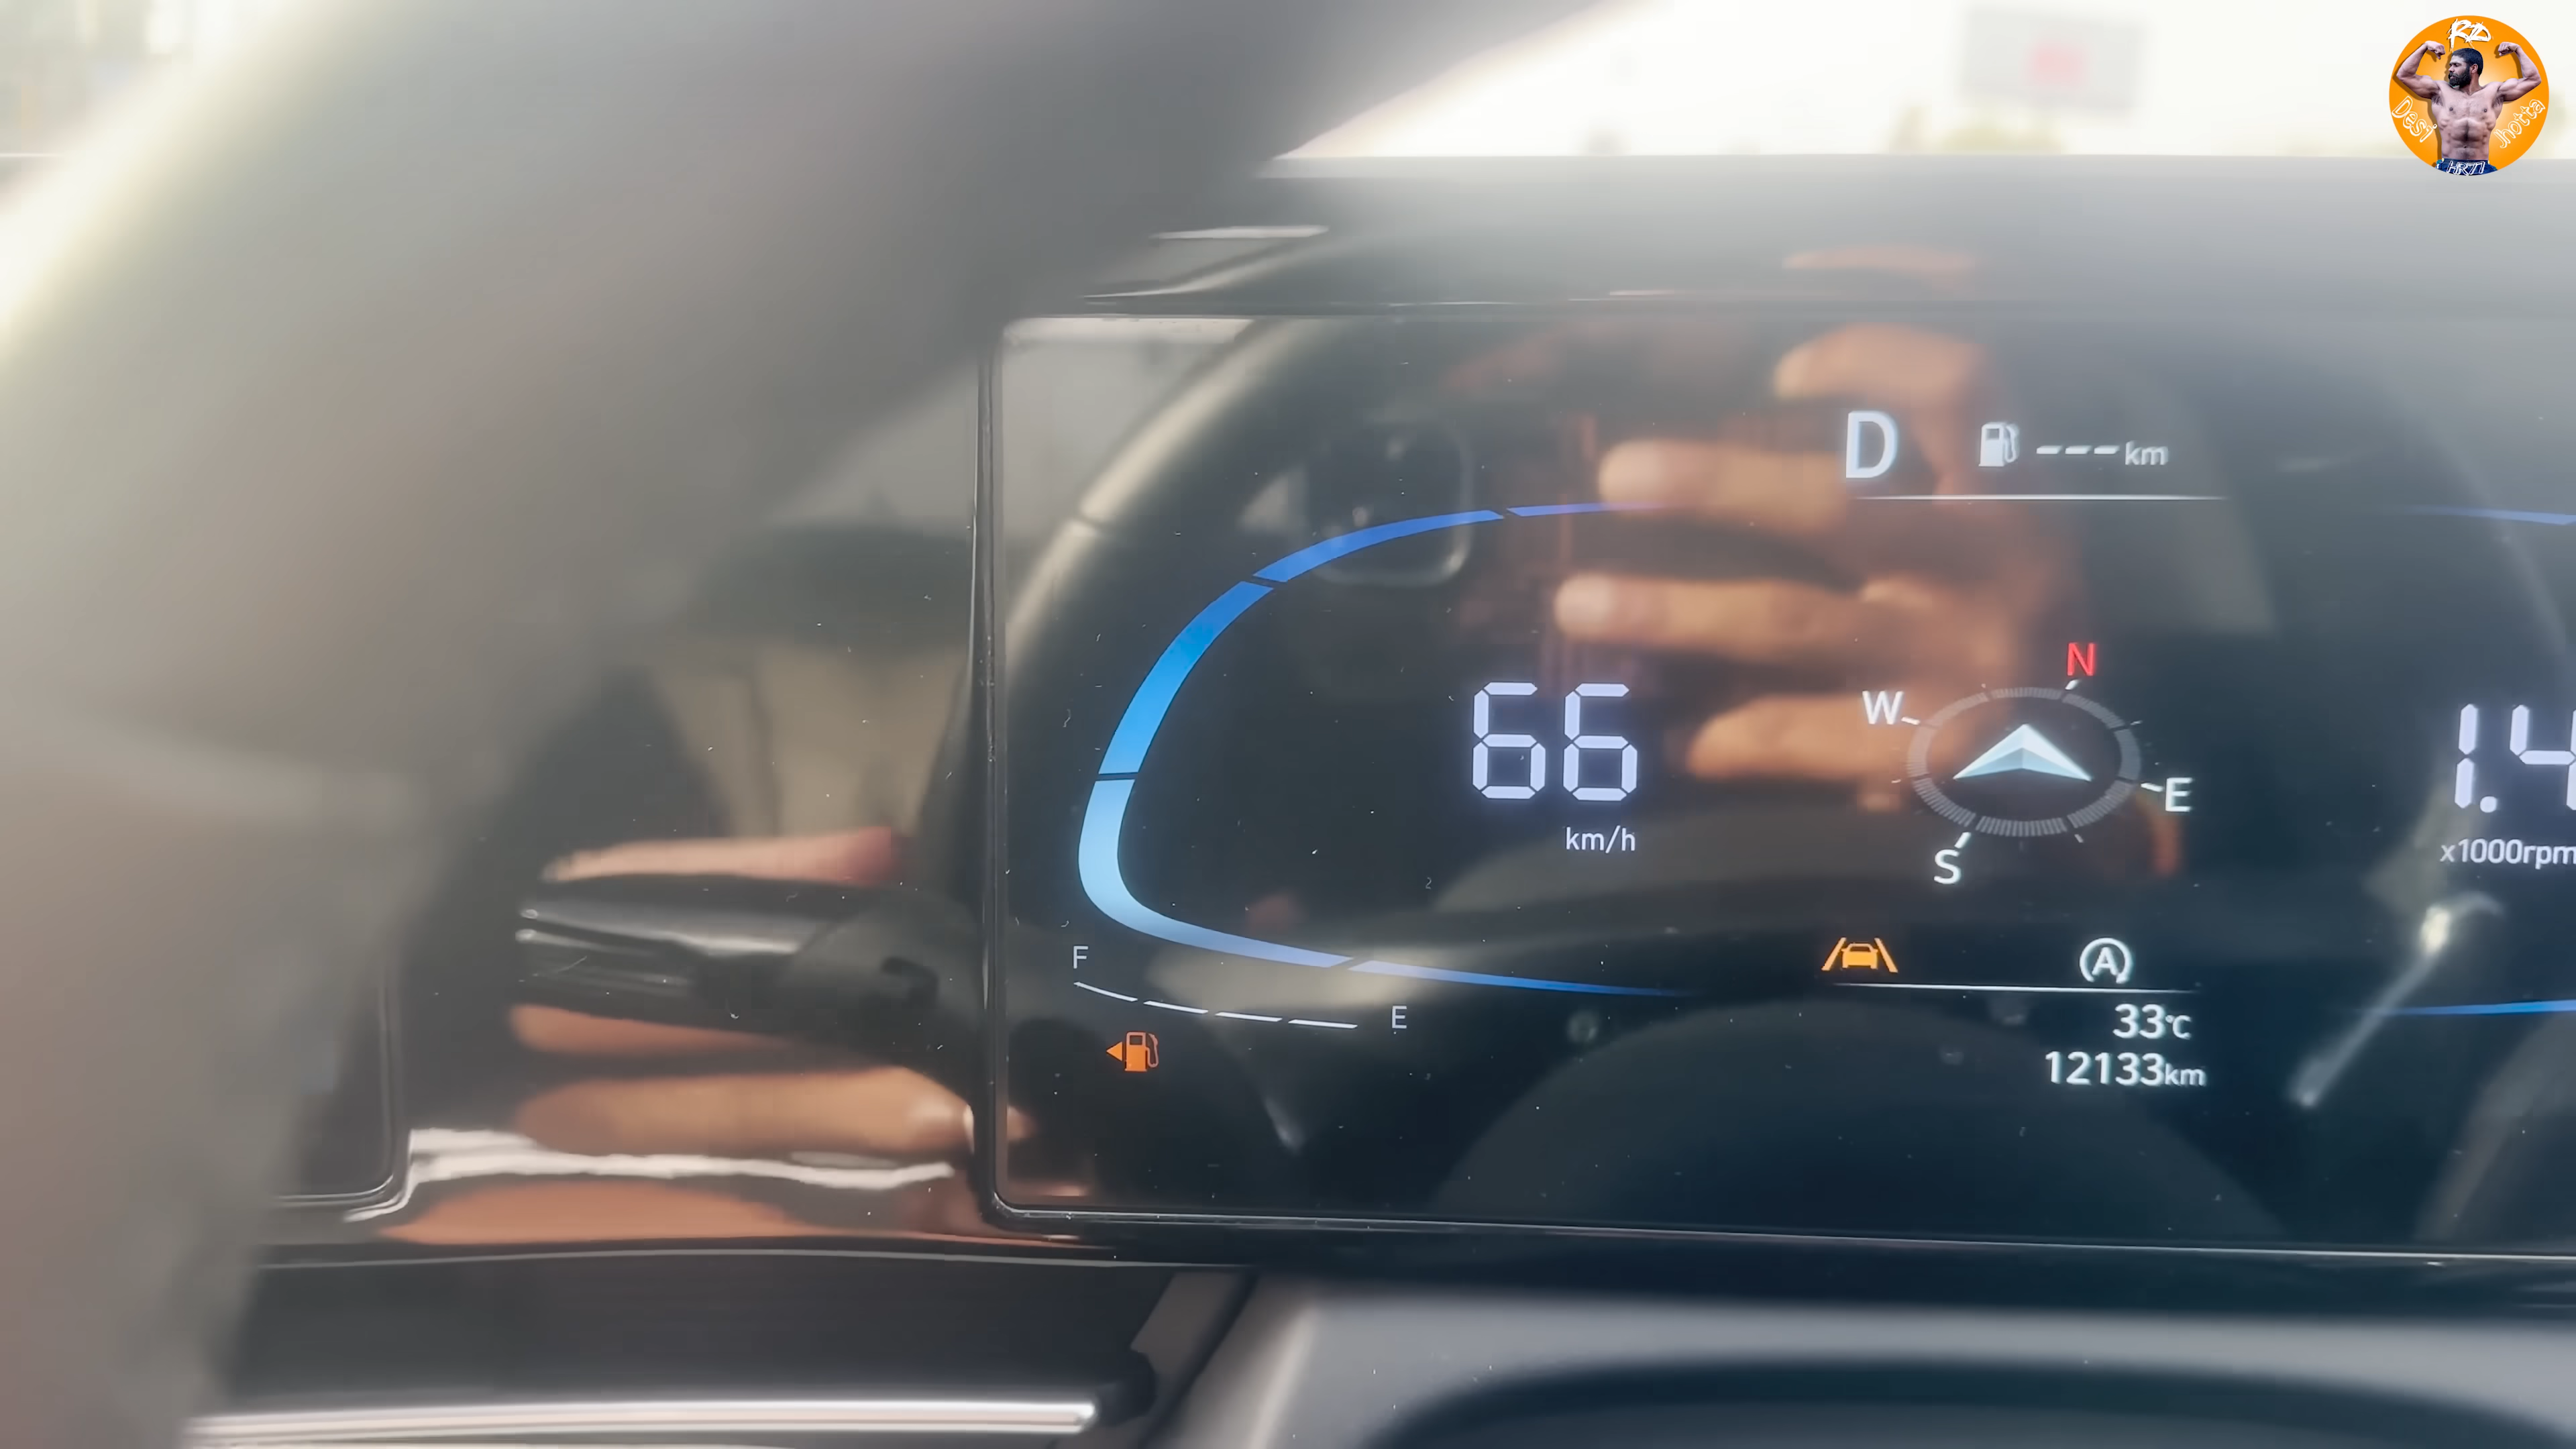 RD
Desi Jhotta
D
--- km
66
km/h
N
W
E
S
1.4
x1000rpm
F
E
A
33°C
12133km